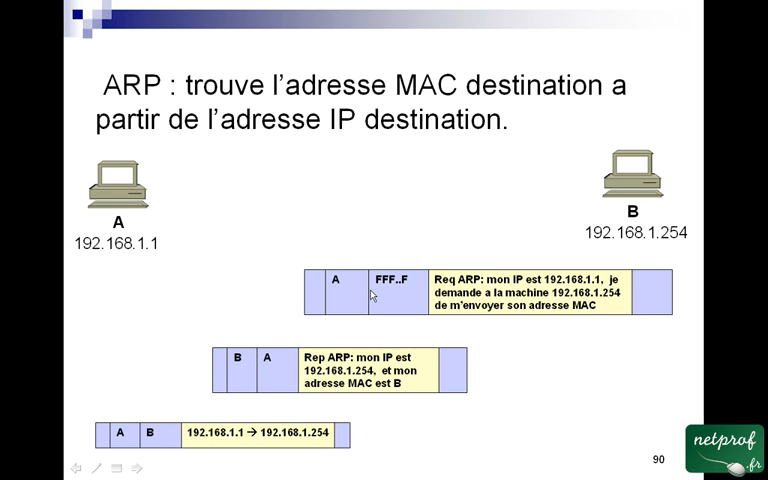 ARP : trouve l'adresse MAC destination a
partir de l'adresse IP destination.
A
192.168.1.1
B
192.168.1.254
A FFF..F
Req ARP: mon IP est 192.168.1.1, je
demande a la machine 192.168.1.254
de m'envoyer son adresse MAC
B A
Rep ARP: mon IP est
192.168.1.254, et mon
adresse MAC est B
A B 192.168.1.1 → 192.168.1.254
90
netprof
.fr